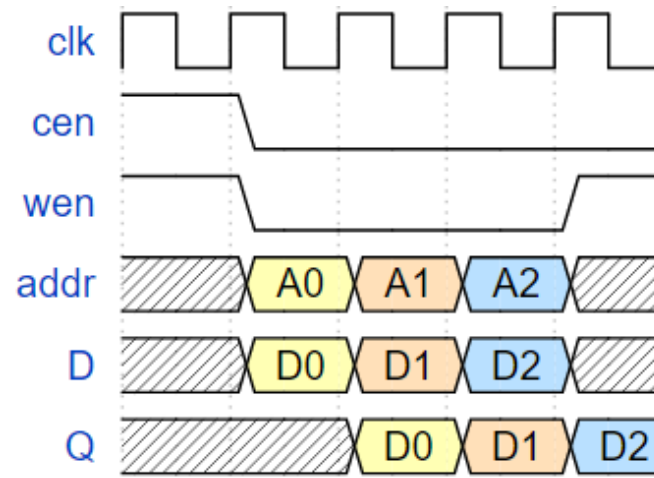 clk
cen
wen
addr A0 A1 A2
D D0 D1 D2
Q D0 D1 D2